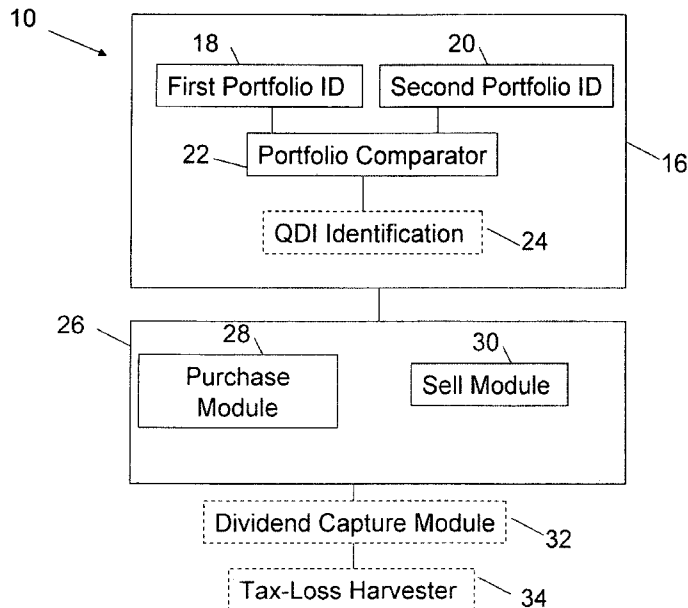 10
18
20
First Portfolio ID
Second Portfolio ID
22
Portfolio Comparator
16
QDI Identification
24
26
28
30
Purchase
Module
Sell Module
Dividend Capture Module
32
Tax-Loss Harvester
34